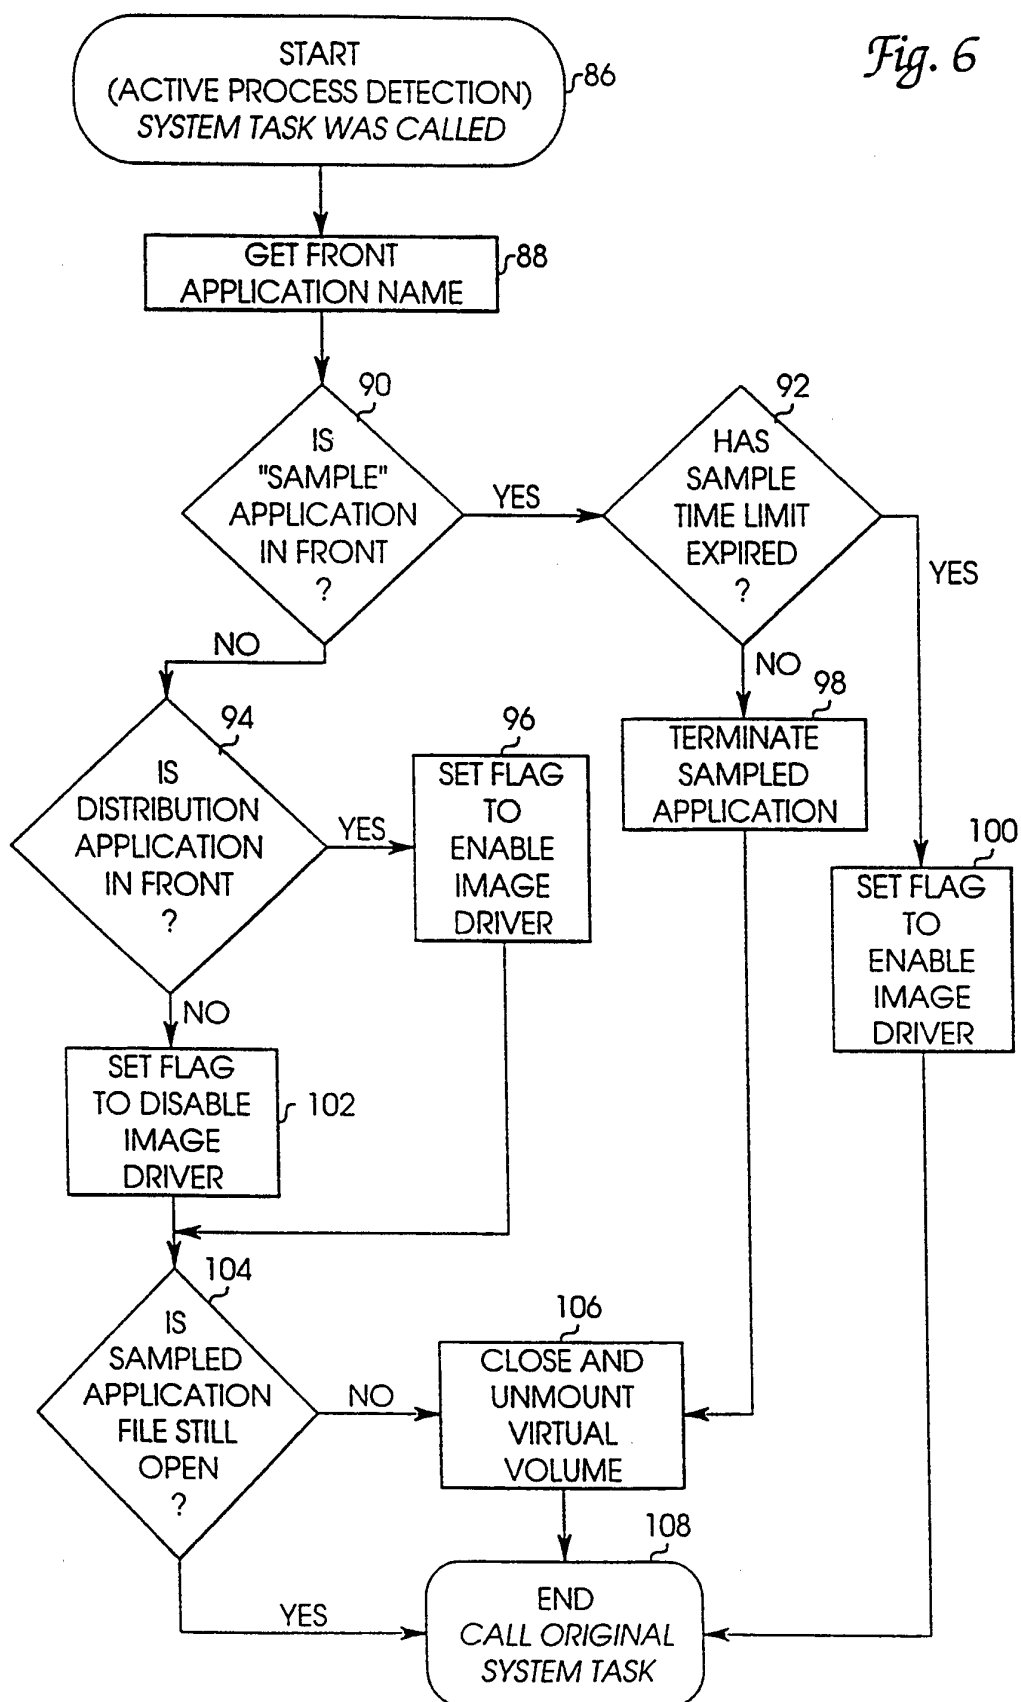 Fig. 6
START
(ACTIVE PROCESS DETECTION)
SYSTEM TASK WAS CALLED
86
GET FRONT
APPLICATION NAME
88
90
IS
"SAMPLE"
APPLICATION
IN FRONT
?
YES
NO
92
HAS
SAMPLE
TIME LIMIT
EXPIRED
?
YES
NO
94
IS
DISTRIBUTION
APPLICATION
IN FRONT
?
YES
NO
96
SET FLAG
TO
ENABLE
IMAGE
DRIVER
98
TERMINATE
SAMPLED
APPLICATION
100
SET FLAG
TO
ENABLE
IMAGE
DRIVER
SET FLAG
TO DISABLE
IMAGE
DRIVER
102
104
IS
SAMPLED
APPLICATION
FILE STILL
OPEN
?
NO
YES
106
CLOSE AND
UNMOUNT
VIRTUAL
VOLUME
108
END
CALL ORIGINAL
SYSTEM TASK